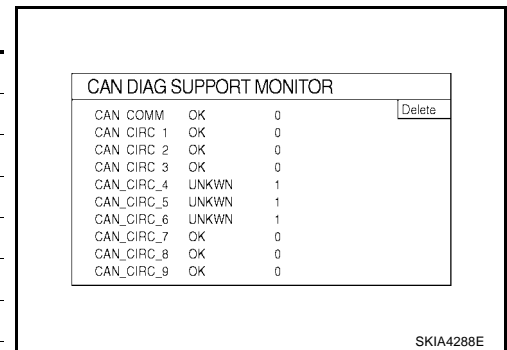 CAN DIAG SUPPORT MONITOR
Delete
CAN COMM OK 0
CAN CIRC 1 OK 0
CAN CIRC 2 OK 0
CAN CIRC 3 OK 0
CAN_CIRC_4 UNKWN 1
CAN_CIRC_5 UNKWN 1
CAN_CIRC_6 UNKWN 1
CAN_CIRC_7 OK 0
CAN_CIRC_8 OK 0
CAN_CIRC_9 OK 0
SKIA4288E